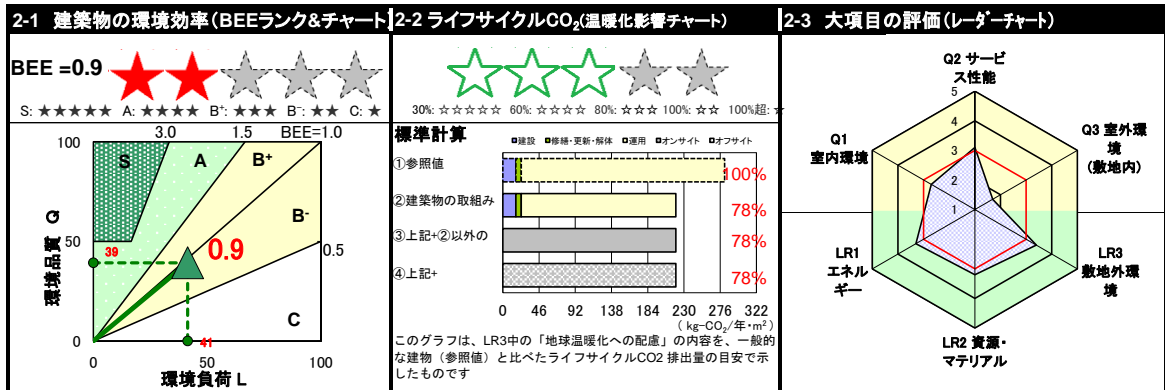 2-1 建築物の環境効率（BEEランク&チャート）
BEE =0.9
S: ★★★★★ A: ★★★★ B⁺: ★★★ B⁻: ★★ C: ★
3.0 1.5 BEE=1.0
100
S A B⁺
B⁻
50
環境品質 Q
39
0.9
0.5
C
0
41
0 50 100
環境負荷 L
2-2 ライフサイクルCO₂(温暖化影響チャート)
30%: ☆☆☆☆☆ 60%: ☆☆☆☆ 80%: ☆☆☆ 100%: ☆☆ 100%超: ★
標準計算
■建設 ■修繕・更新・解体 □運用 ■オンサイト ■オフサイト
①参照値 100%
②建築物の取組み 78%
③上記+②以外の 78%
④上記+ 78%
0 46 92 138 184 230 276 322
( kg-CO₂/年・m²)
このグラフは、LR3中の「地球温暖化への配慮」の内容を、一般的
な建物（参照値）と比べたライフサイクルCO2 排出量の目安で示
したものです
2-3 大項目の評価（レーダーチャート）
Q2 サービ
ス性能
5
4
3
2
1
Q1
室内環境
Q3 室外環
境
(敷地内)
LR1
エネル
ギー
LR3
敷地外環
境
LR2 資源・
マテリアル